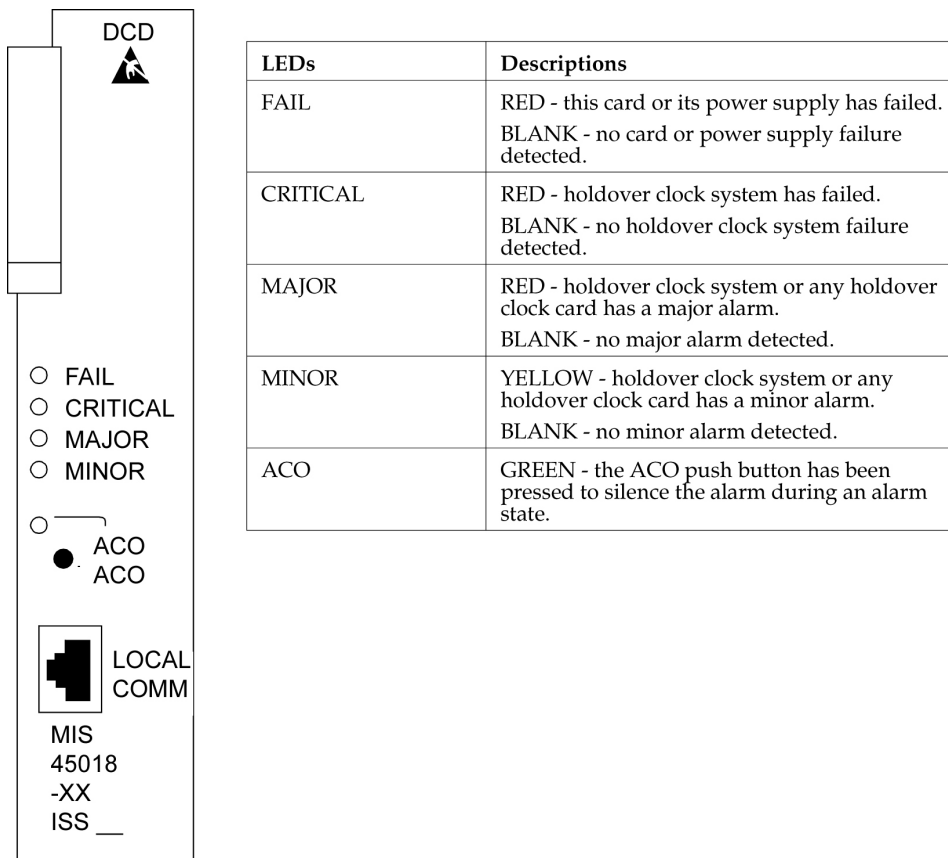 DCD
FAIL
CRITICAL
MAJOR
MINOR
ACO
ACO
LOCAL
COMM
MIS
45018
-XX
ISS __
LEDs Descriptions
FAIL RED - this card or its power supply has failed.
BLANK - no card or power supply failure
detected.
CRITICAL RED - holdover clock system has failed.
BLANK - no holdover clock system failure
detected.
MAJOR RED - holdover clock system or any holdover
clock card has a major alarm.
BLANK - no major alarm detected.
MINOR YELLOW - holdover clock system or any
holdover clock card has a minor alarm.
BLANK - no minor alarm detected.
ACO GREEN - the ACO push button has been
pressed to silence the alarm during an alarm
state.